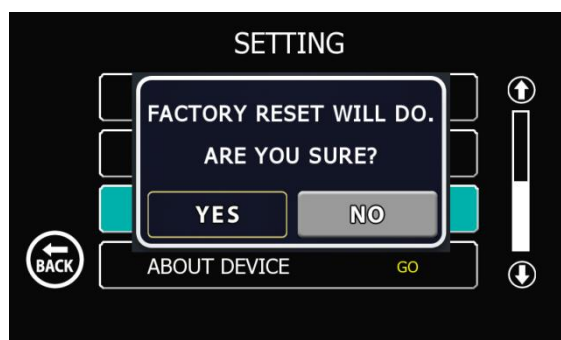 SETTING
FACTORY RESET WILL DO.
ARE YOU SURE?
YES NO
BACK
ABOUT DEVICE GO